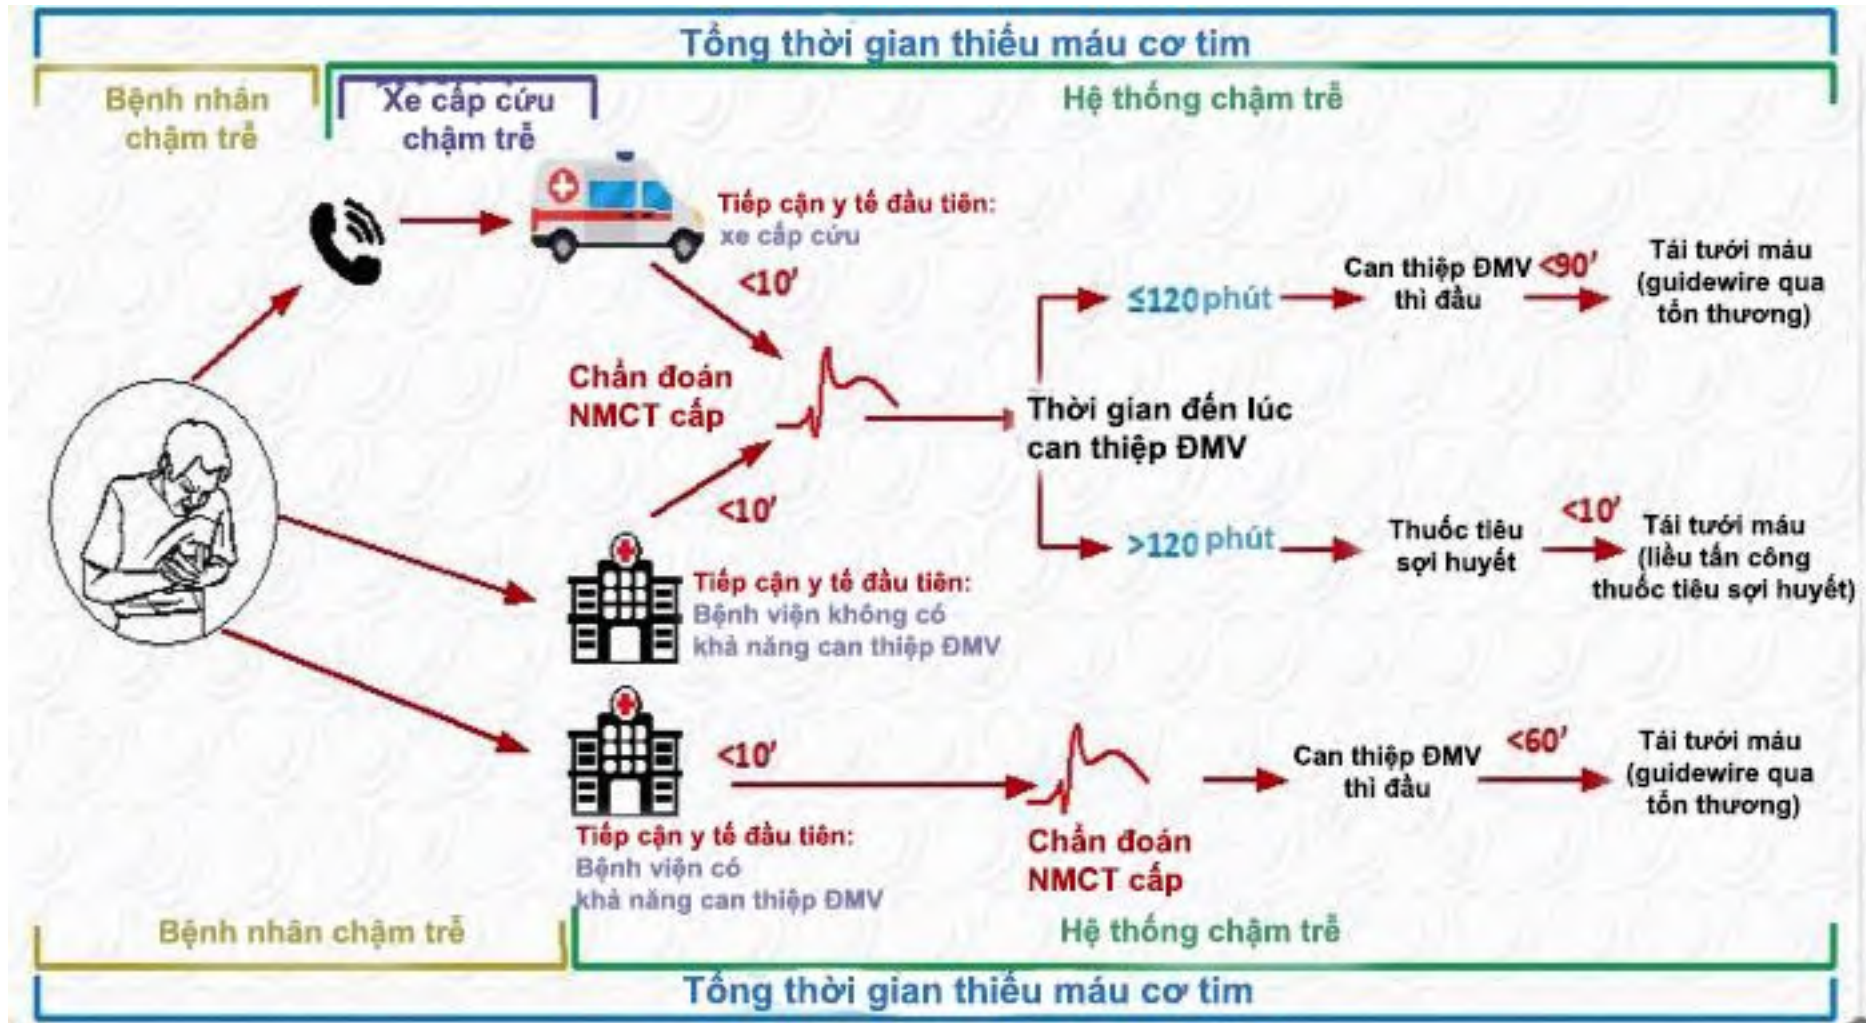 Tổng thời gian thiếu máu cơ tim
Bệnh nhân
chậm trễ
Xe cấp cứu
chậm trễ
Hệ thống chậm trễ
Tiếp cận y tế đầu tiên:
xe cấp cứu
<10'
Chẩn đoán
NMCT cấp
<10'
Tiếp cận y tế đầu tiên:
Bệnh viện không có
khả năng can thiệp ĐMV
Thời gian đến lúc
can thiệp ĐMV
≤120 phút
Can thiệp ĐMV
thì đầu
<90'
Tái tưới máu
(guidewire qua
tổn thương)
>120 phút
Thuốc tiêu
sợi huyết
<10'
Tái tưới máu
(liều tấn công
thuốc tiêu sợi huyết)
<10'
Tiếp cận y tế đầu tiên:
Bệnh viện có
khả năng can thiệp ĐMV
Chẩn đoán
NMCT cấp
Can thiệp ĐMV
thì đầu
<60'
Tái tưới máu
(guidewire qua
tổn thương)
Bệnh nhân chậm trễ
Hệ thống chậm trễ
Tổng thời gian thiếu máu cơ tim